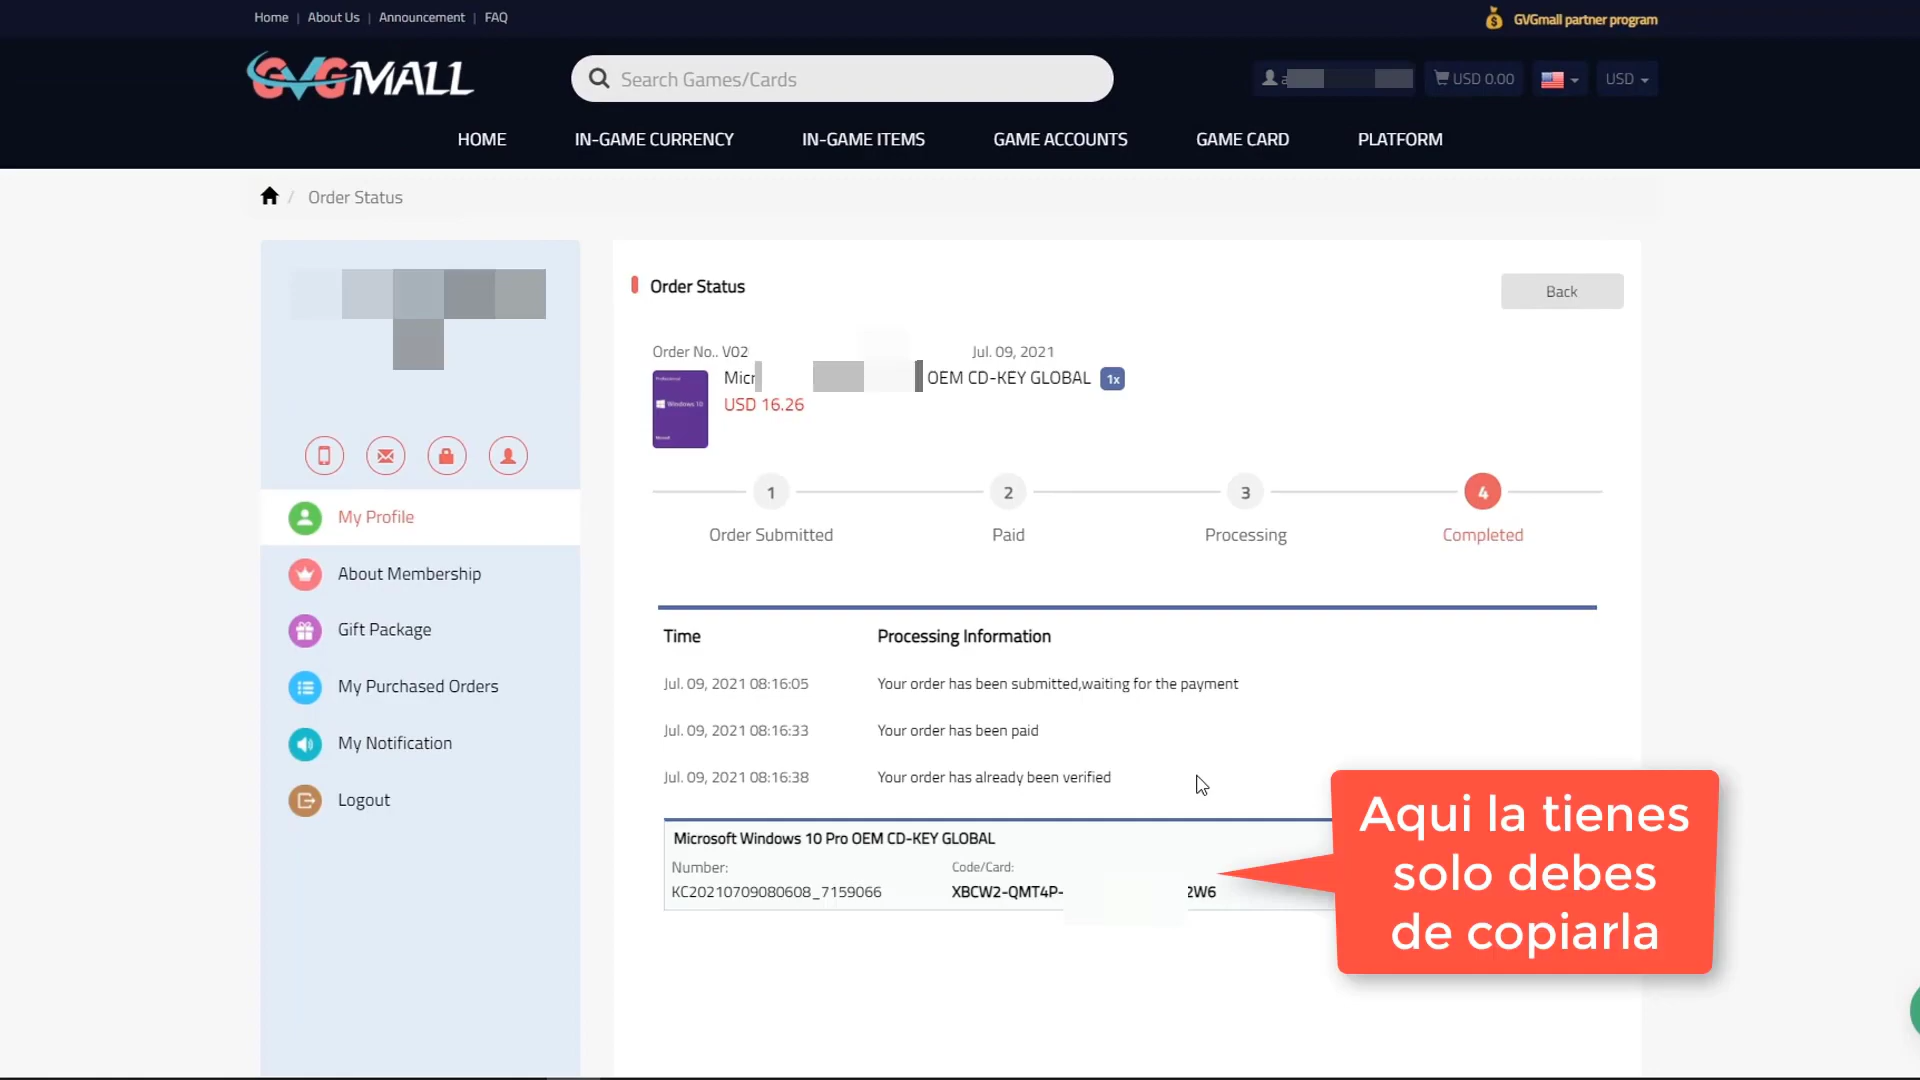 Home | About Us | Announcement | FAQ
GVGmall partner program
GVGMALL
Search Games/Cards
USD 0.00
USD
HOME
IN-GAME CURRENCY
IN-GAME ITEMS
GAME ACCOUNTS
GAME CARD
PLATFORM
/ Order Status
Order Status
Back
Order No.. V02
Jul. 09, 2021
Micr
OEM CD-KEY GLOBAL
1x
USD 16.26
Windows 10
1
2
3
4
Order Submitted
Paid
Processing
Completed
My Profile
About Membership
Gift Package
My Purchased Orders
My Notification
Logout
Time
Processing Information
Jul. 09, 2021 08:16:05
Your order has been submitted,waiting for the payment
Jul. 09, 2021 08:16:33
Your order has been paid
Jul. 09, 2021 08:16:38
Your order has already been verified
Microsoft Windows 10 Pro OEM CD-KEY GLOBAL
Number:
Code/Card:
KC20210709080608_7159066
XBCW2-QMT4P-
2W6
Aqui la tienes
solo debes
de copiarla